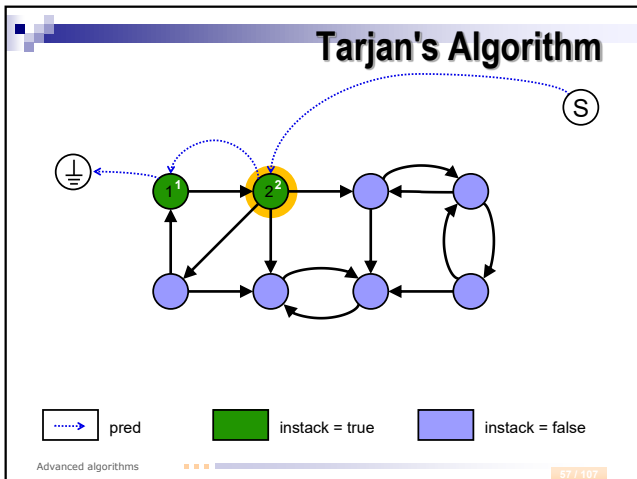 Tarjan's Algorithm
S
1 1
2 2
pred
instack = true
instack = false
Advanced algorithms
57 / 107